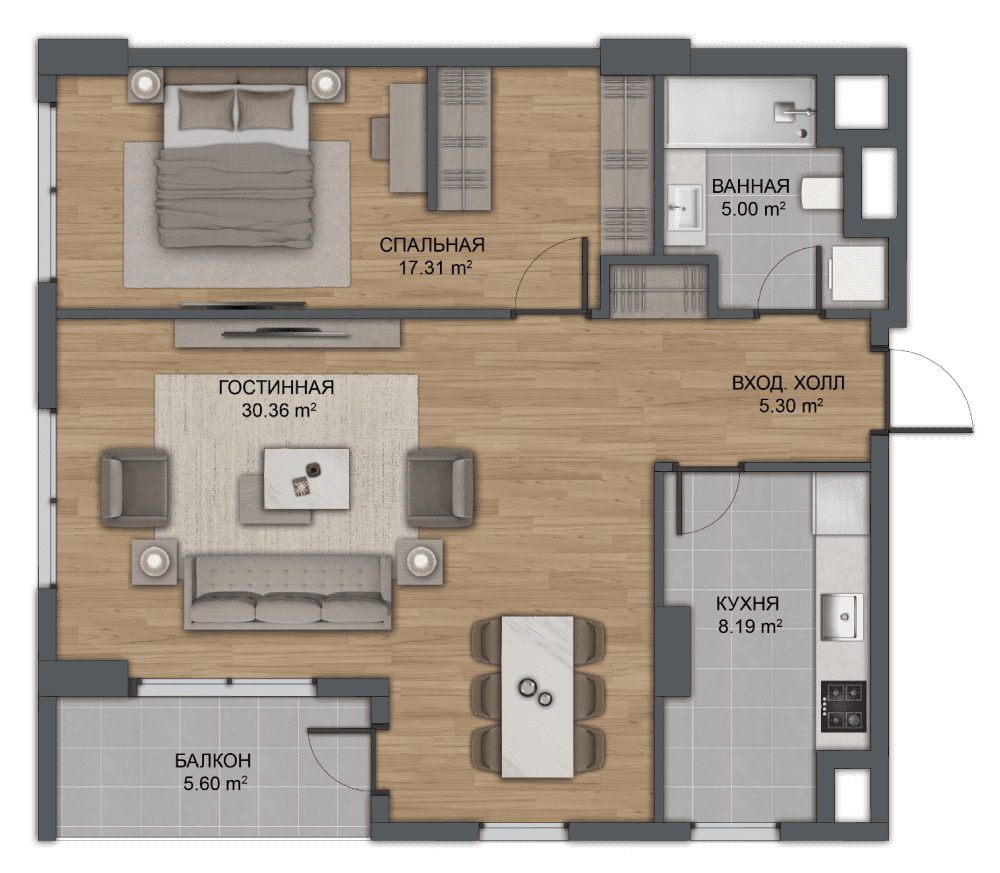 ВАННАЯ
5.00 m²
СПАЛЬНАЯ
17.31 m²
ГОСТИННАЯ
30.36 m²
ВХОД. ХОЛЛ
5.30 m²
КУХНЯ
8.19 m²
БАЛКОН
5.60 m²